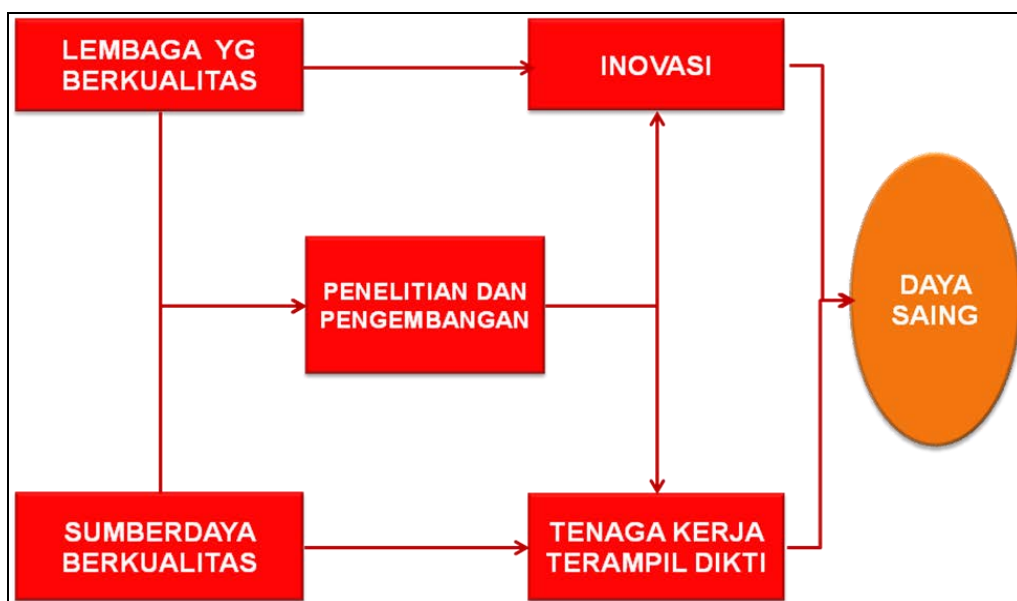 LEMBAGA YG
BERKUALITAS
INOVASI
PENELITIAN DAN
PENGEMBANGAN
DAYA
SAING
SUMBERDAYA
BERKUALITAS
TENAGA KERJA
TERAMPIL DIKTI